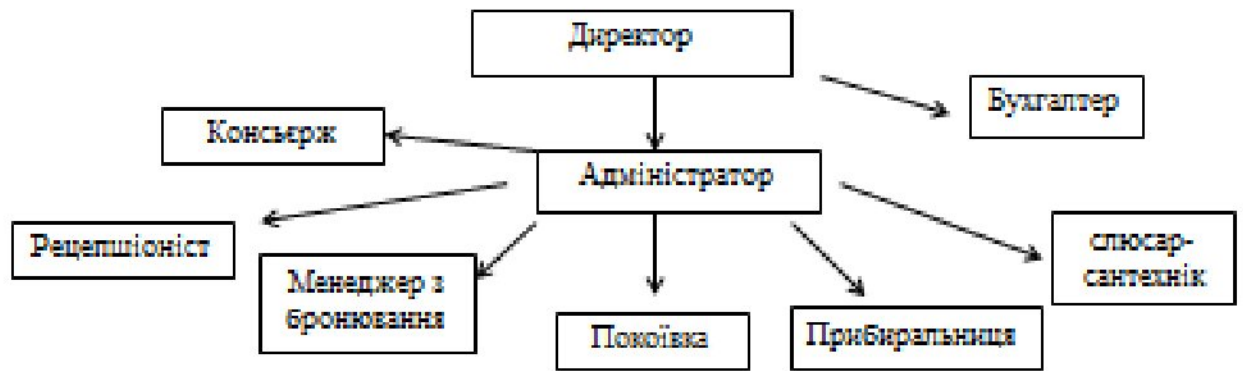 Директор
Бухгалтер
Консьєрж
Адміністратор
Рецепшіоніст
слюсар-
сантехнік
Менеджер з
бронювання
Покоївка
Прибиральниця